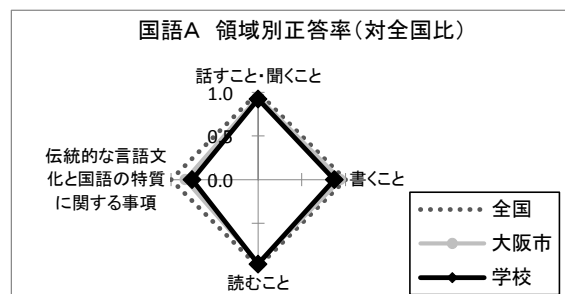 国語A 領域別正答率(対全国比)
話すこと・聞くこと
1.0
0.5
0.0
伝統的な言語文
化と国語の特質
に関する事項
書くこと
読むこと
全国
大阪市
学校